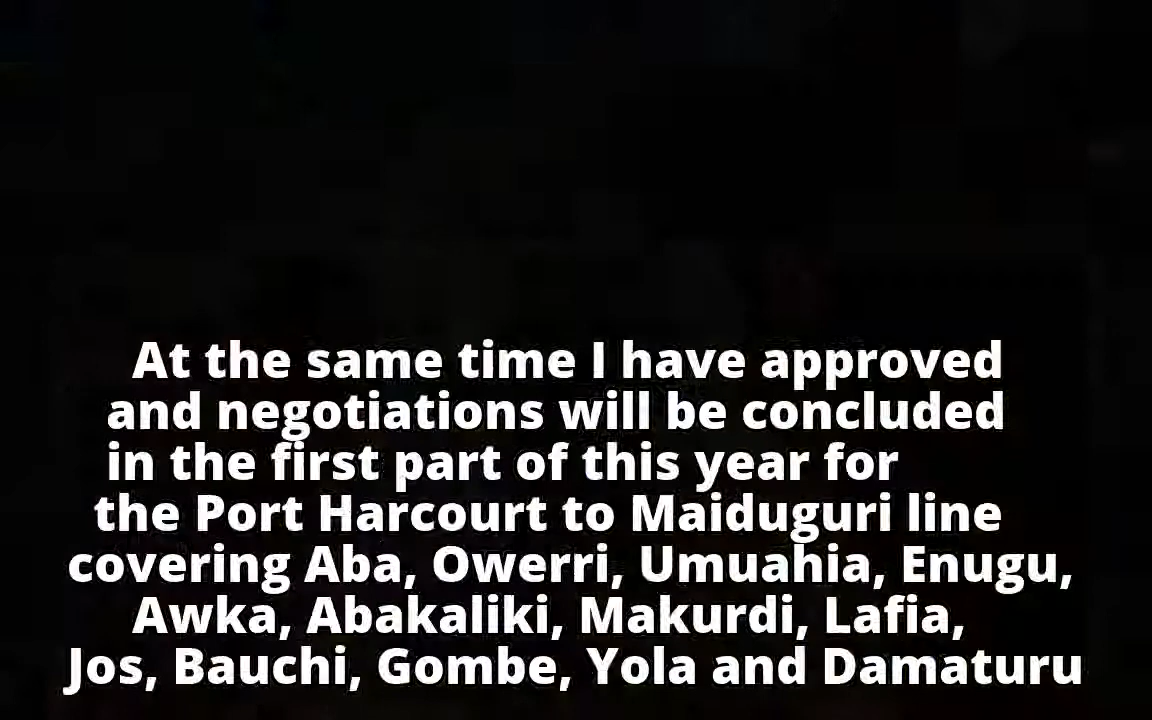 At the same time I have approved
and negotiations will be concluded
in the first part of this year for
the Port Harcourt to Maiduguri line
covering Aba, Owerri, Umuahia, Enugu,
Awka, Abakaliki, Makurdi, Lafia,
Jos, Bauchi, Gombe, Yola and Damaturu